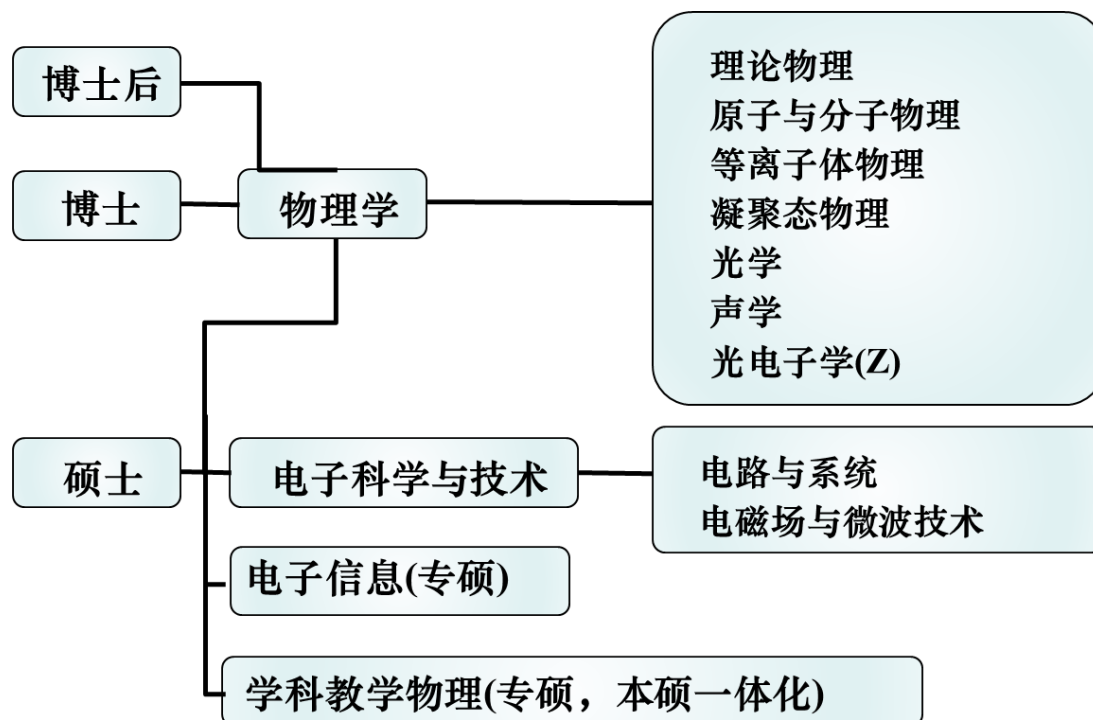 博士后
博士
物理学
理论物理
原子与分子物理
等离子体物理
凝聚态物理
光学
声学
光电子学(Z)
硕士
电子科学与技术
电路与系统
电磁场与微波技术
电子信息(专硕)
学科教学物理(专硕，本硕一体化)